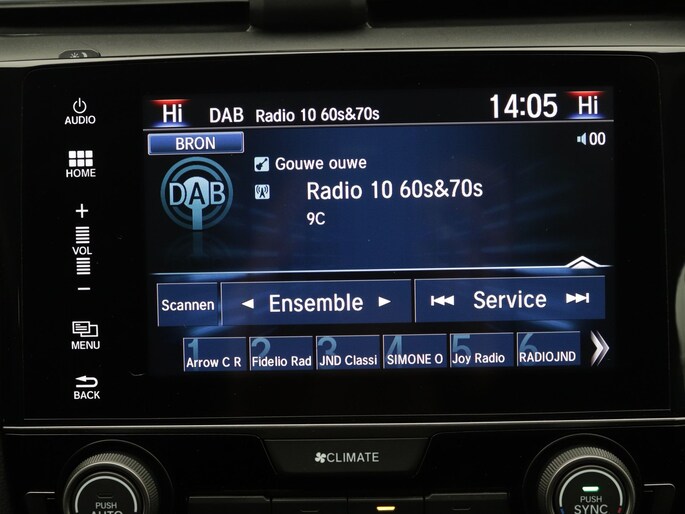 Hi DAB Radio 10 60s&70s 14:05 Hi
AUDIO
BRON
00
Gouwe ouwe
HOME
DAB
Radio 10 60s&70s
9C
+
VOL
−
Scannen
Ensemble
Service
MENU
1 2 3 4 5 6
Arrow C R Fidelio Rad JND Classi SIMONE O Joy Radio RADIOJND
BACK
CLIMATE
PUSH
AUTO
PUSH
SYNC